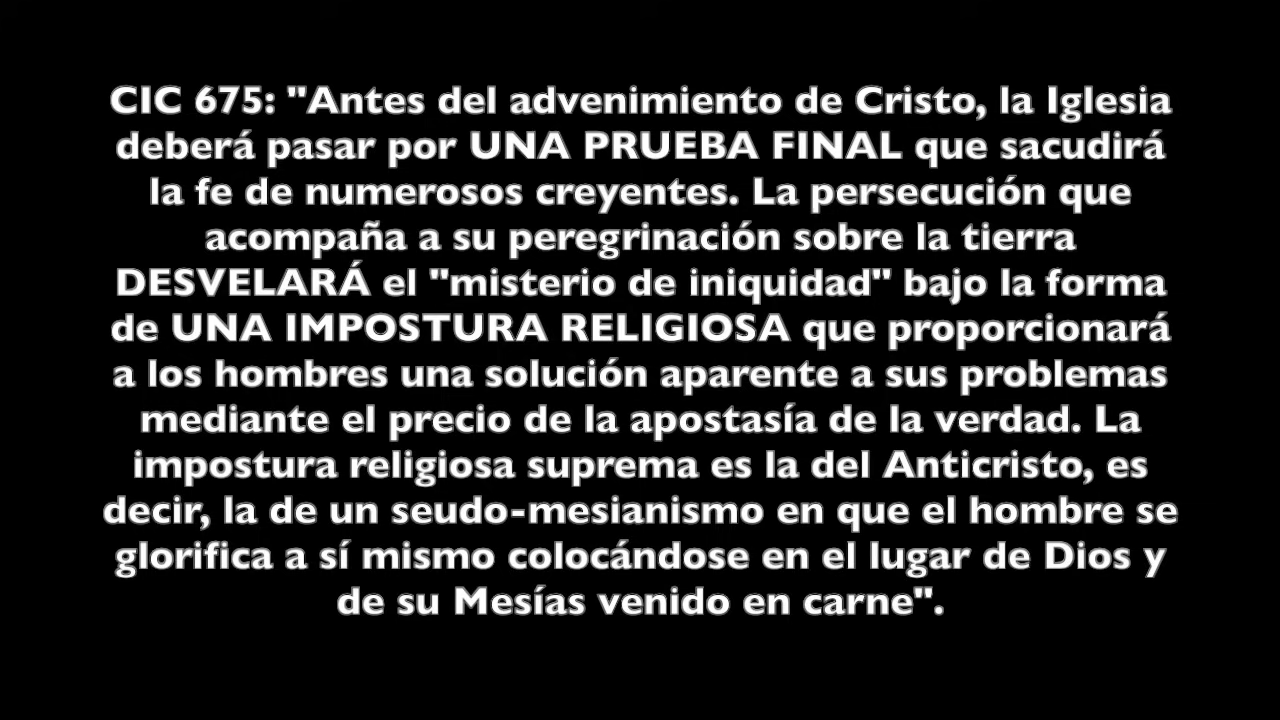 CIC 675: "Antes del advenimiento de Cristo, la Iglesia
deberá pasar por UNA PRUEBA FINAL que sacudirá
la fe de numerosos creyentes. La persecución que
acompaña a su peregrinación sobre la tierra
DESVELARÁ el "misterio de iniquidad" bajo la forma
de UNA IMPOSTURA RELIGIOSA que proporcionará
a los hombres una solución aparente a sus problemas
mediante el precio de la apostasía de la verdad. La
impostura religiosa suprema es la del Anticristo, es
decir, la de un seudo-mesianismo en que el hombre se
glorifica a sí mismo colocándose en el lugar de Dios y
de su Mesías venido en carne".